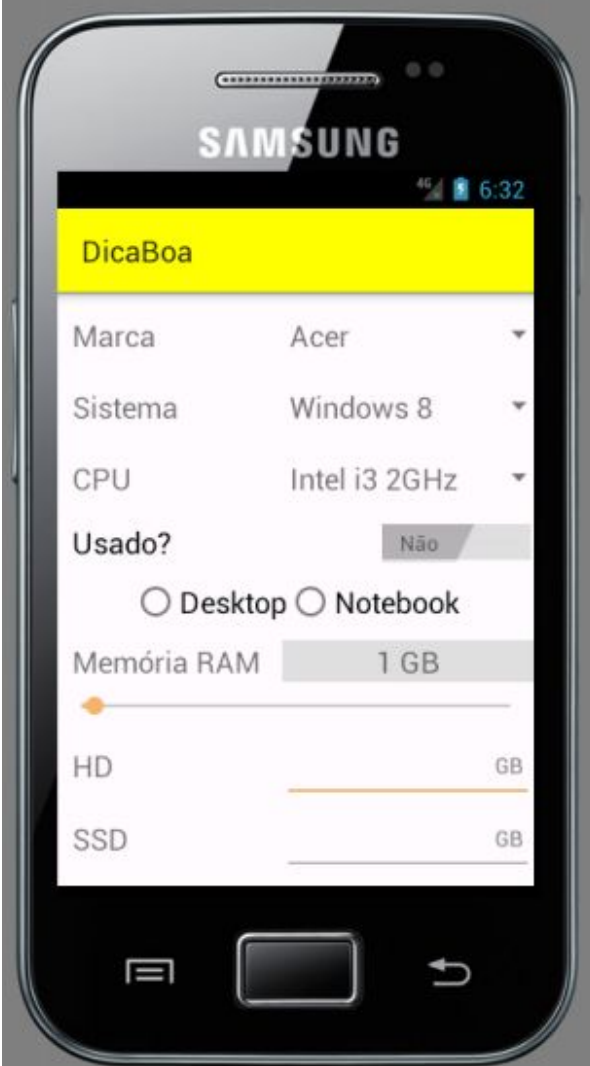 SAMSUNG
4G 6:32
DicaBoa
Marca Acer
Sistema Windows 8
CPU Intel i3 2GHz
Usado? Não
Desktop Notebook
Memória RAM 1 GB
HD GB
SSD GB